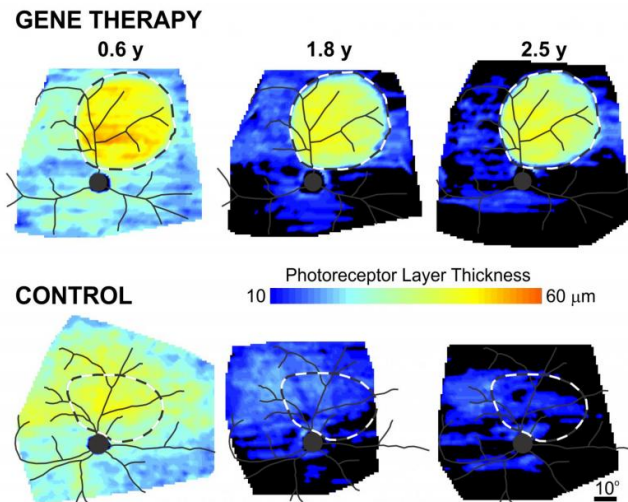 GENE THERAPY
0.6 y
1.8 y
2.5 y
Photoreceptor Layer Thickness
CONTROL
10
60 μm
10°